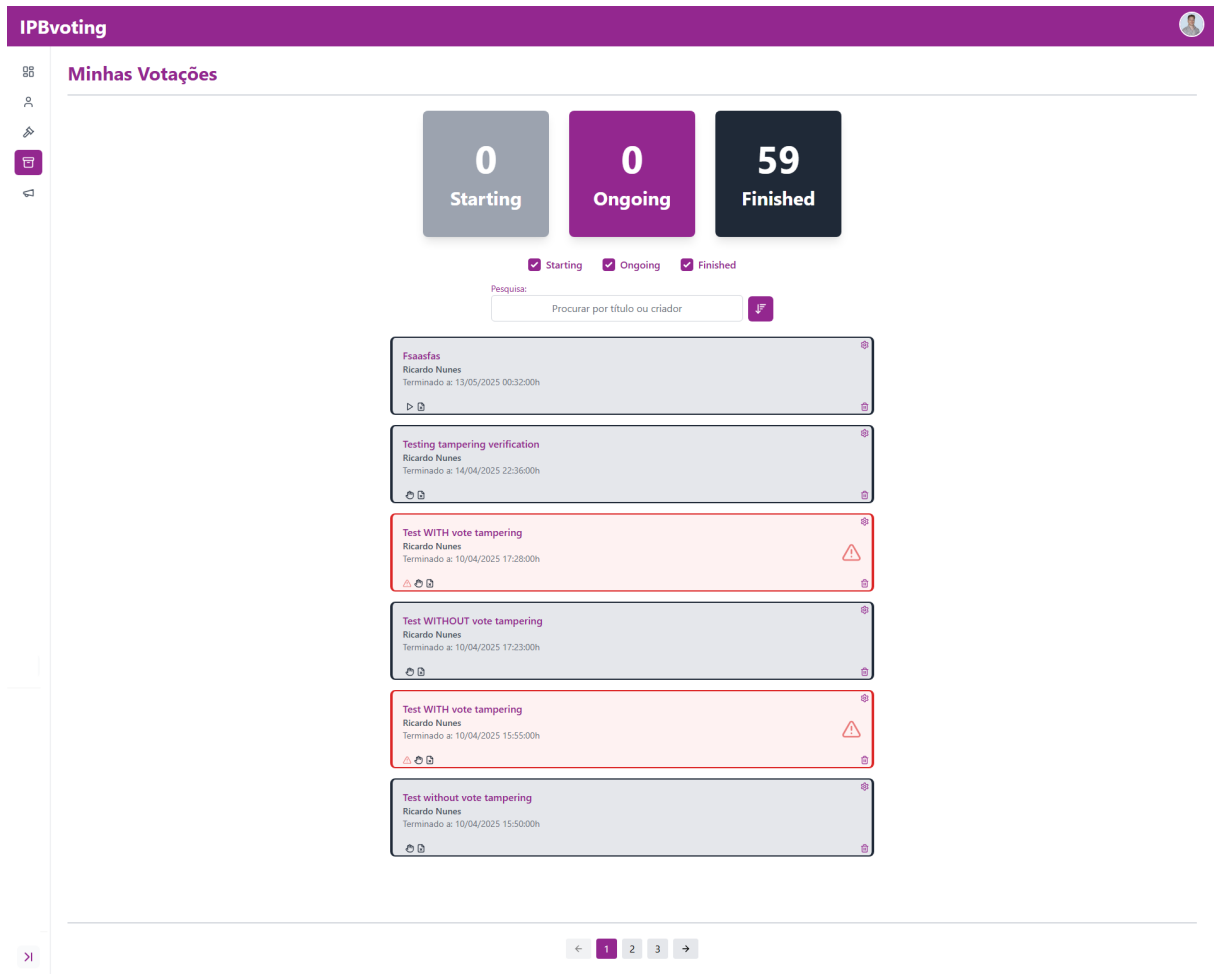 IPBvoting
Minhas Votações
0
Starting
0
Ongoing
59
Finished
Starting
Ongoing
Finished
Pesquisa:
Procurar por título ou criador
Fsaasfas
Ricardo Nunes
Terminado a: 13/05/2025 00:32:00h
Testing tampering verification
Ricardo Nunes
Terminado a: 14/04/2025 22:36:00h
Test WITH vote tampering
Ricardo Nunes
Terminado a: 10/04/2025 17:28:00h
Test WITHOUT vote tampering
Ricardo Nunes
Terminado a: 10/04/2025 17:23:00h
Test WITH vote tampering
Ricardo Nunes
Terminado a: 10/04/2025 15:55:00h
Test without vote tampering
Ricardo Nunes
Terminado a: 10/04/2025 15:50:00h
1 2 3